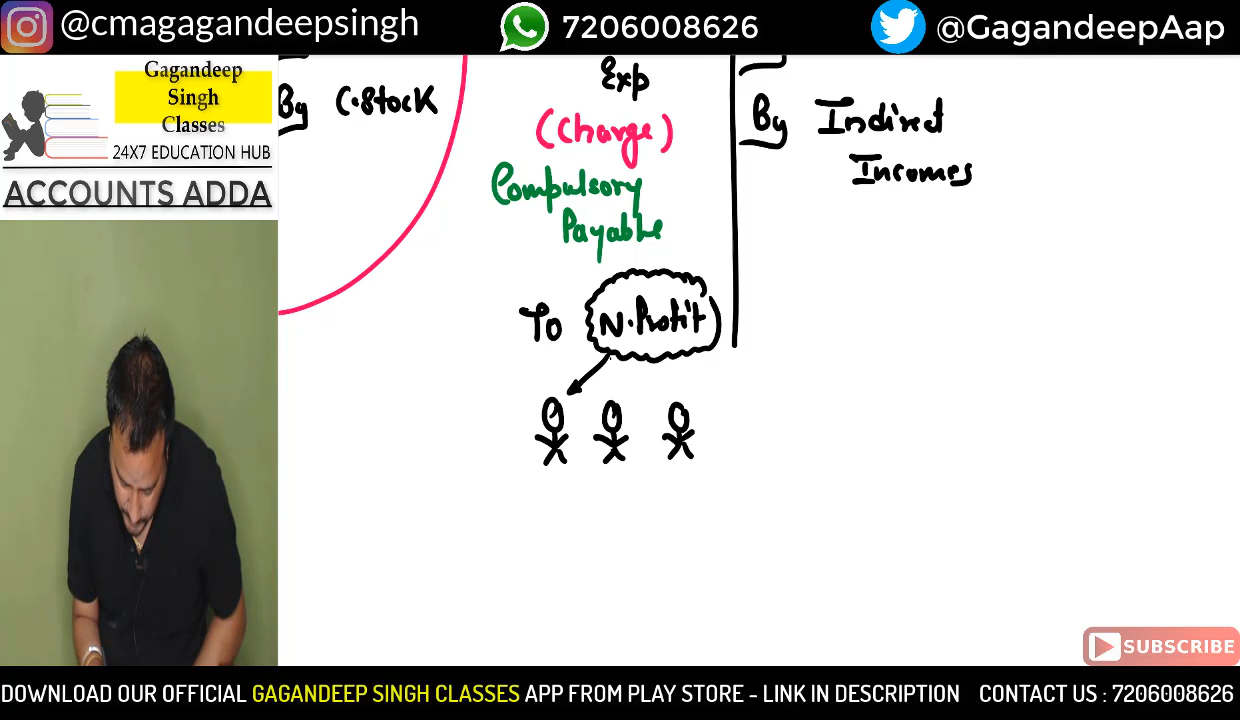 @cmagagandeepsingh
7206008626
@GagandeepAap
Gagandeep
Singh
Classes
24X7 EDUCATION HUB
ACCOUNTS ADDA
By C.Stock
Exp
(Charge)
Compulsory
Payable
To N.Profit
By Indirect
Incomes
SUBSCRIBE
DOWNLOAD OUR OFFICIAL GAGANDEEP SINGH CLASSES APP FROM PLAY STORE - LINK IN DESCRIPTION CONTACT US : 7206008626